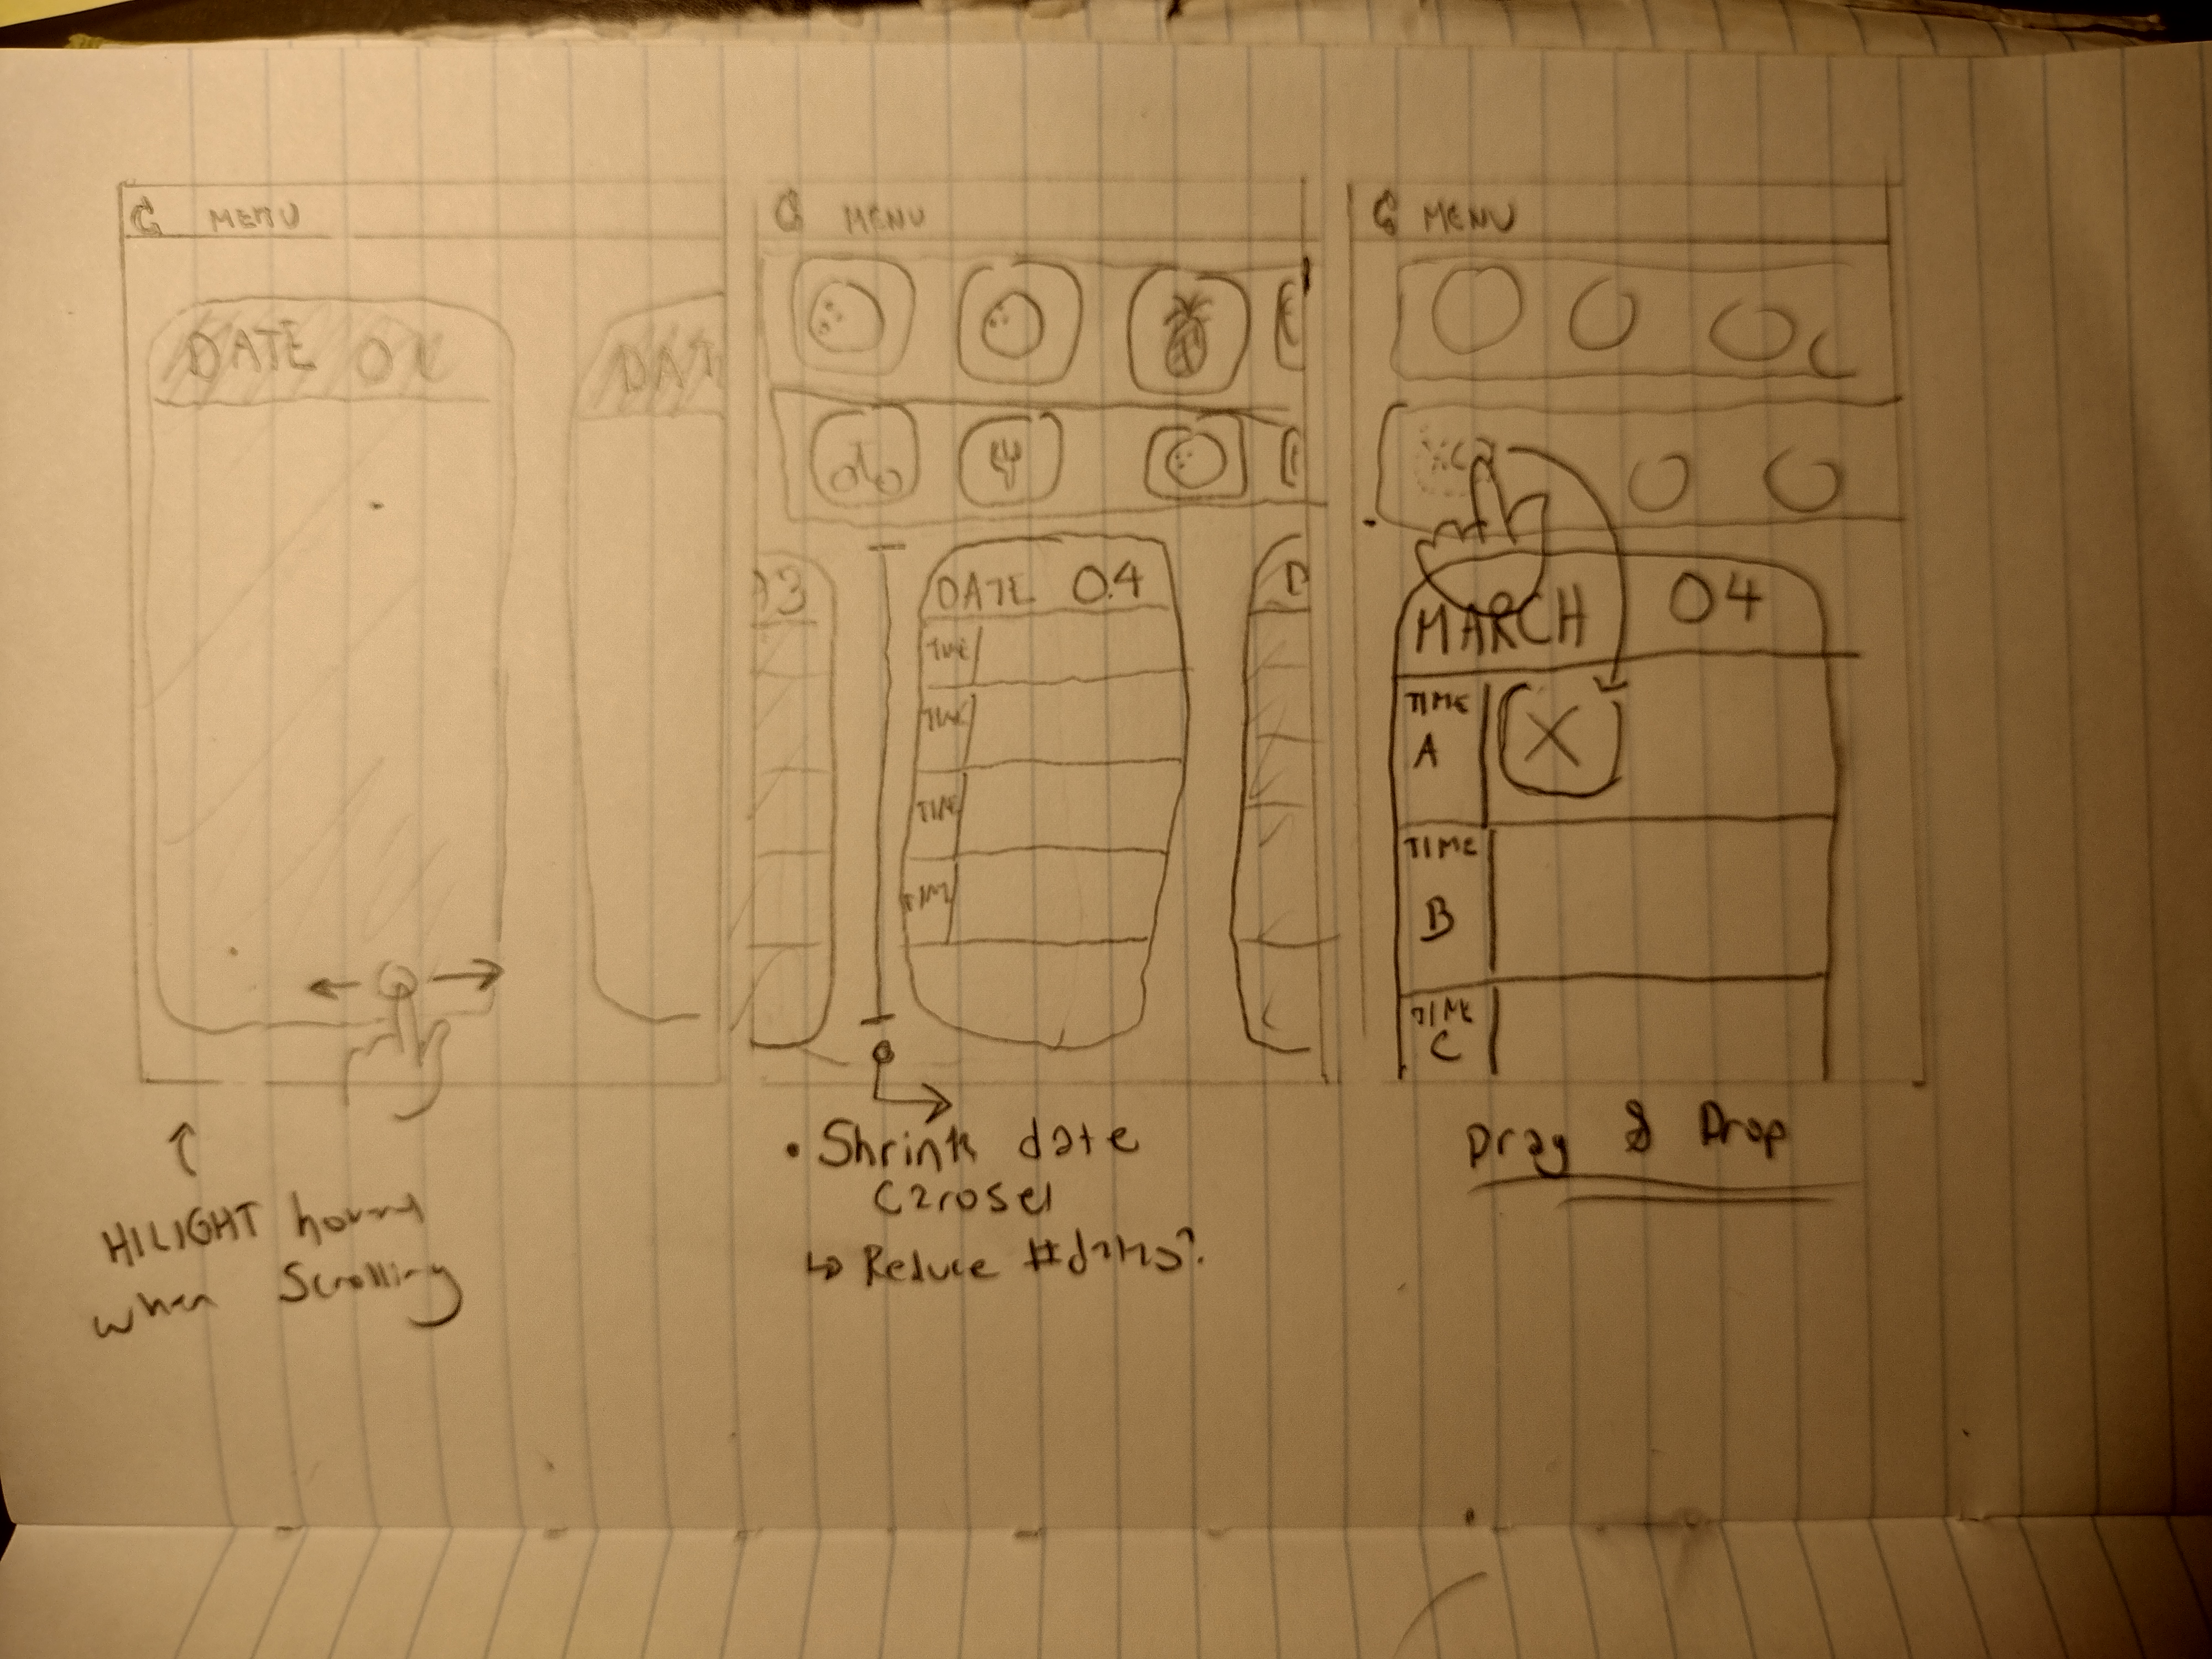 G MENU
DATE 01
DAT
HILIGHT
when Scrolling
G MENU
03
DATE 04
TIME
TIME
TIME
TIME
D
• Shrink date
Carosel
↳ Reduce #dates?
G MENU
MARCH 04
TIME
A
X
TIME
B
TIME
C
Drag & Drop